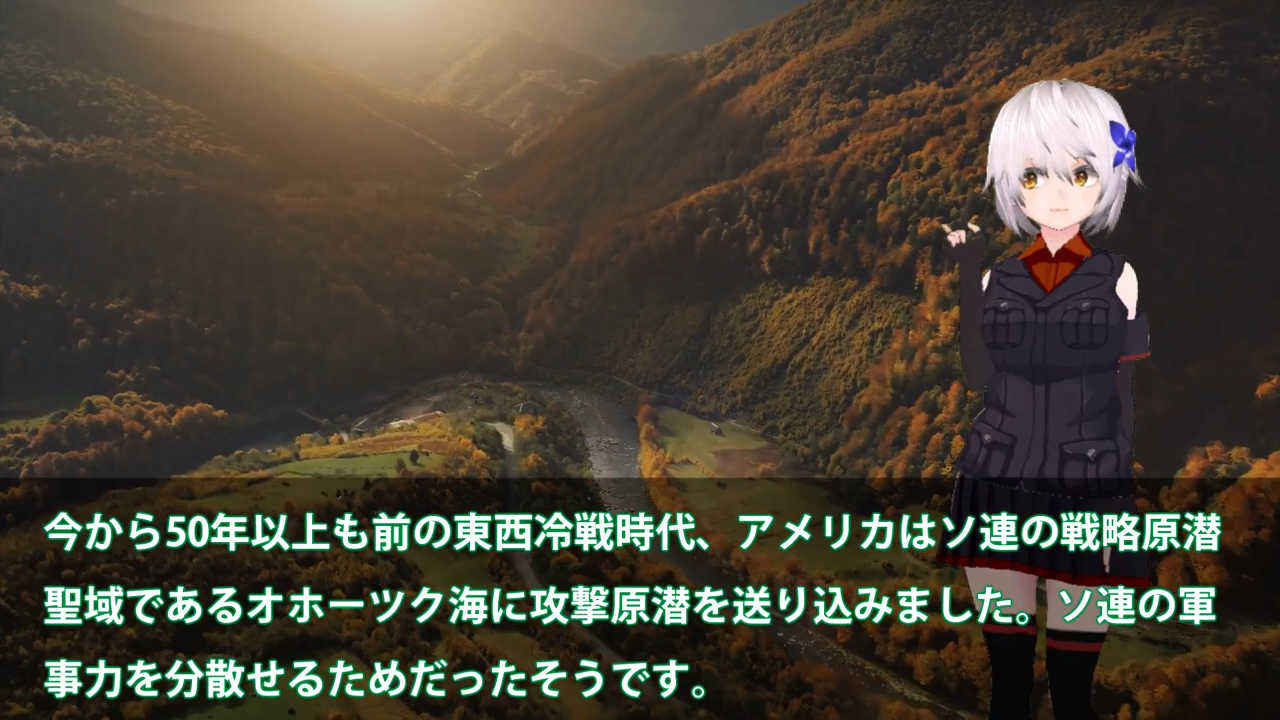 今から50年以上も前の東西冷戦時代、アメリカはソ連の戦略原潜
聖域であるオホーツク海に攻撃原潜を送り込みました。ソ連の軍
事力を分散せるためだったそうです。